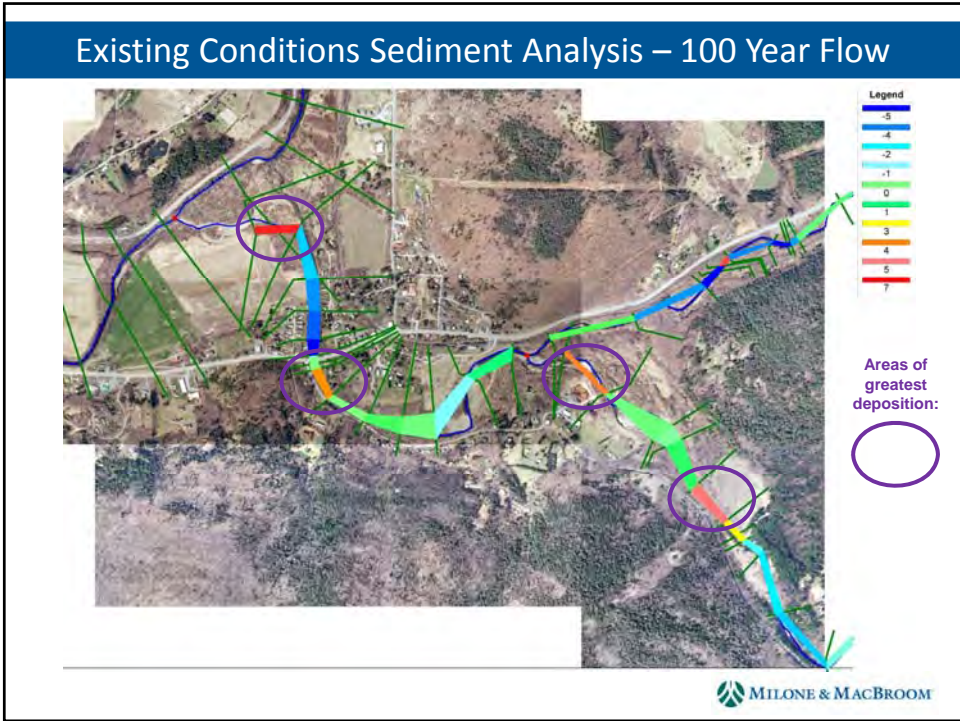 Existing Conditions Sediment Analysis – 100 Year Flow
Legend
-5
-4
-2
-1
0
1
3
4
5
7
Areas of
greatest
deposition:
MILONE & MACBROOM